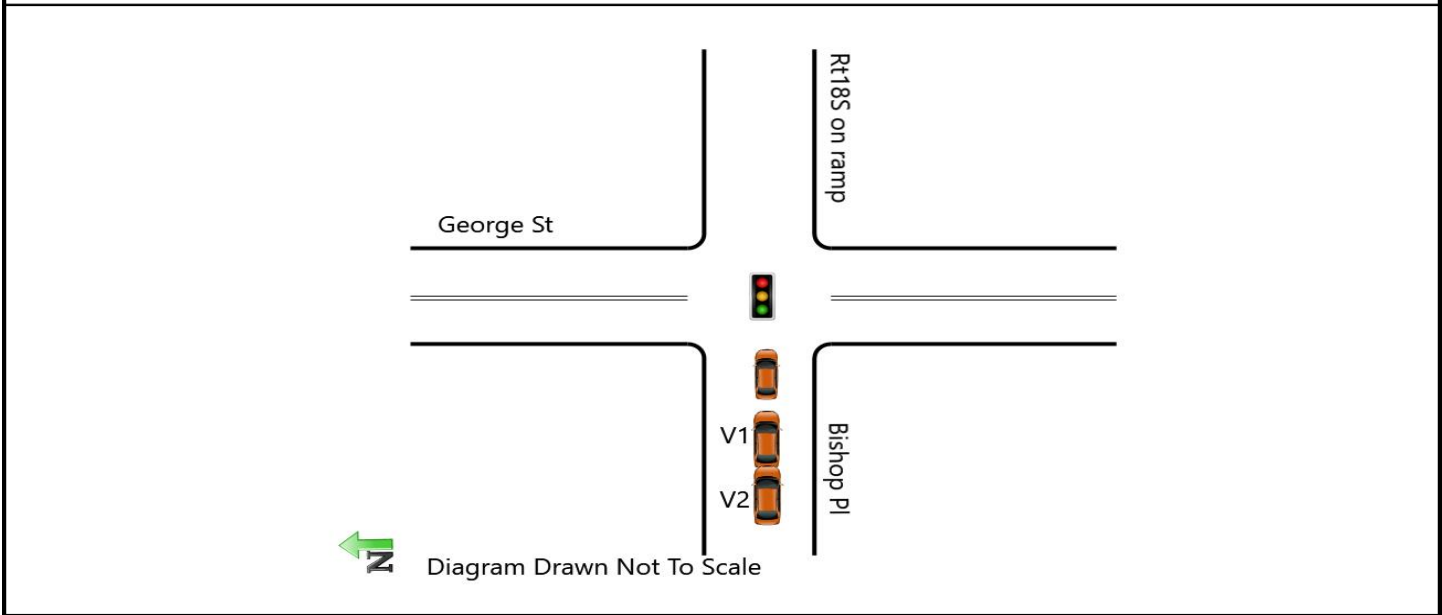 Rt18S on ramp
George St
V1
Bishop Pl
V2
N
Diagram Drawn Not To Scale